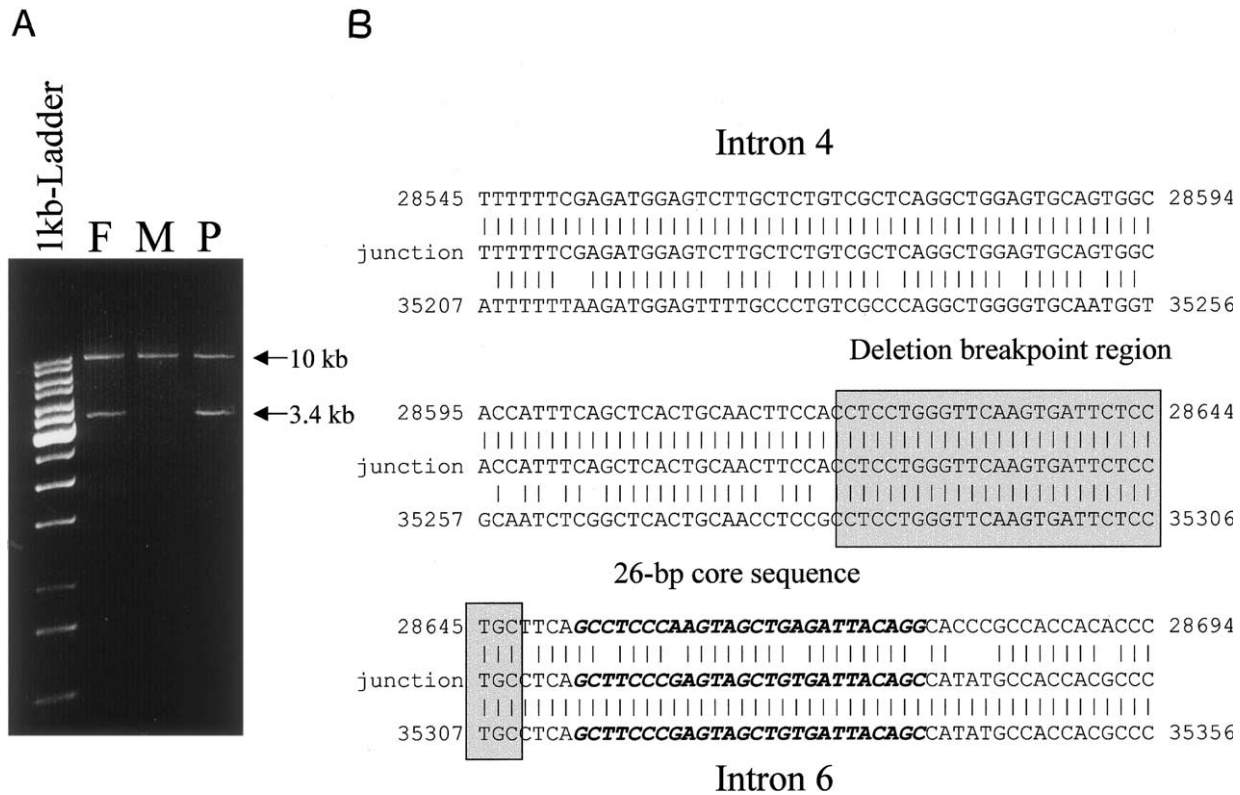 A
B
1kb-Ladder
F M P
10 kb
3.4 kb
Intron 4
28545 TTTTTTCGAGATGGAGTCTTGCTCTGTCGCTCAGGCTGGAGTGCAGTGGC 28594
junction TTTTTTCGAGATGGAGTCTTGCTCTGTCGCTCAGGCTGGAGTGCAGTGGC
35207 ATTTTTTAAGATGGAGTTTTGCCCTGTCGCCCAGGCTGGGGTGCAATGGT 35256
Deletion breakpoint region
28595 ACCATTTCAGCTCACTGCAACTTCCACCTCCTGGGTTCAAGTGATTCTCC 28644
junction ACCATTTCAGCTCACTGCAACTTCCACCTCCTGGGTTCAAGTGATTCTCC
35257 GCAATCTCGGCTCACTGCAACCTCCGCCTCCTGGGTTCAAGTGATTCTCC 35306
26-bp core sequence
28645 TGCTTCAGCCTCCCAAGTAGCTGAGATTACAGGCACCCGCCACCACACCC 28694
junction TGCCTCAGCTTCCCGAGTAGCTGTGATTACAGCCATATGCCACCACGCCC
35307 TGCCTCAGCTTCCCGAGTAGCTGTGATTACAGCCATATGCCACCACGCCC 35356
Intron 6